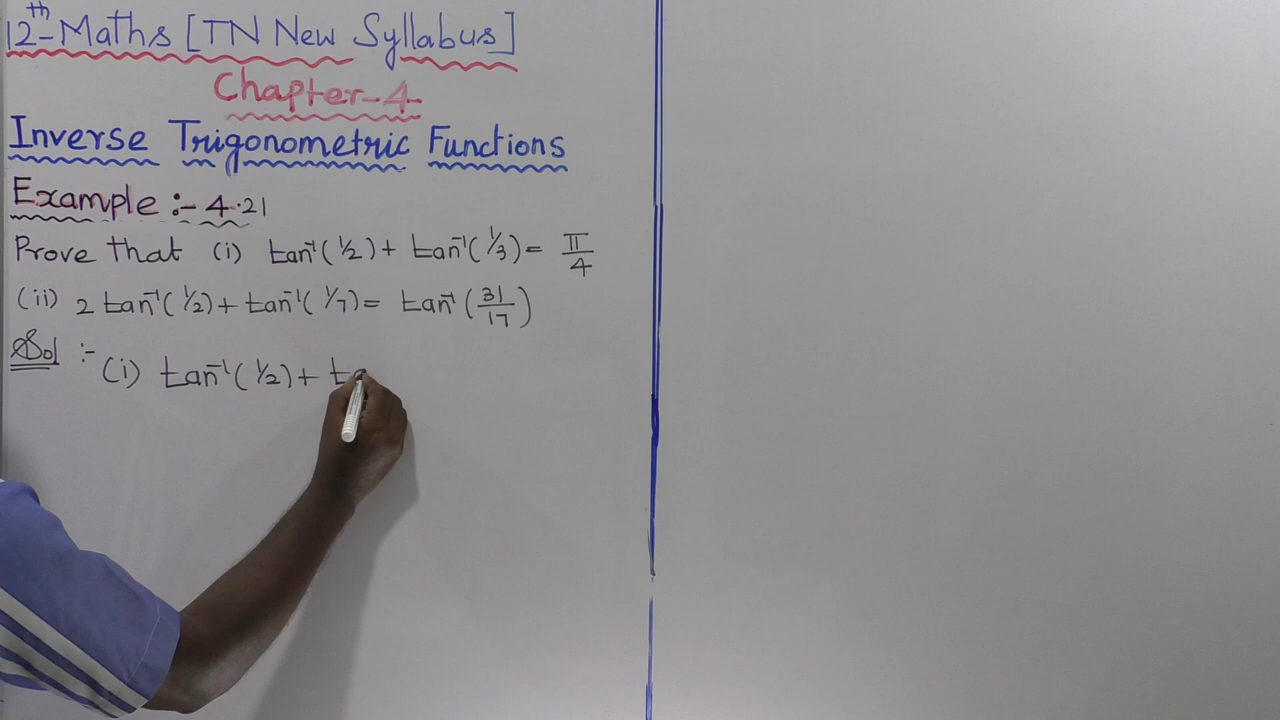 12th-Maths [TN New Syllabus]
Chapter-4
Inverse Trigonometric Functions
Example :- 4.21
Prove that (i) tan⁻¹(1/2) + tan⁻¹(1/3) = π/4
(ii) 2 tan⁻¹(1/2) + tan⁻¹(1/7) = tan⁻¹(31/17)
Sol :-
(i) tan⁻¹(1/2) + ta